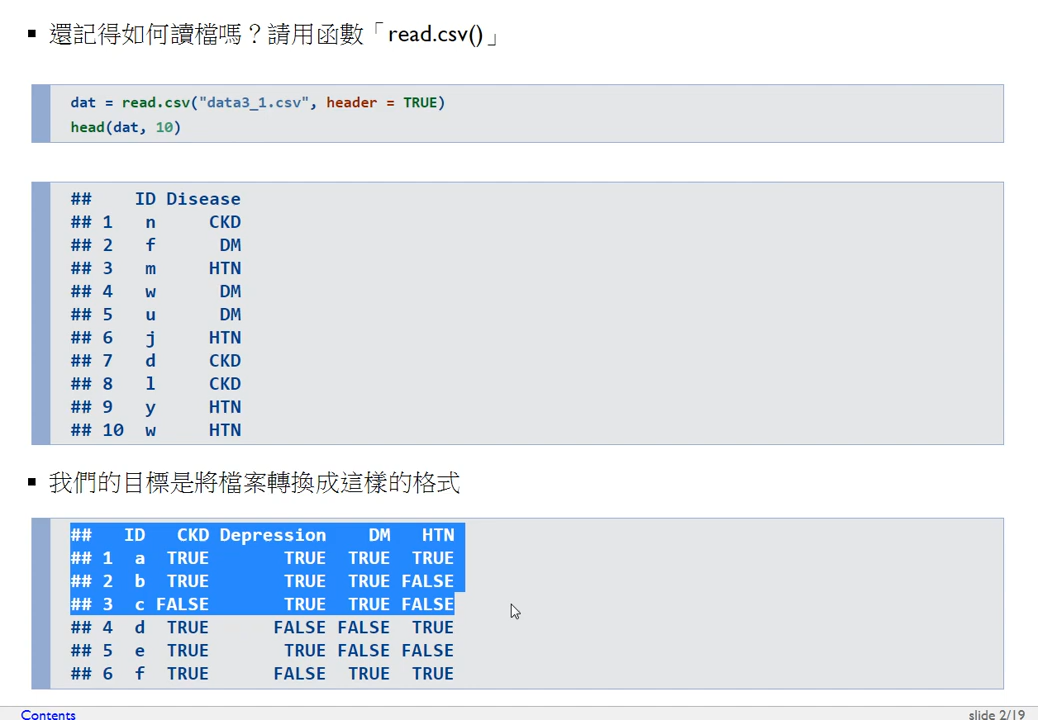 ▪ 還記得如何讀檔嗎？請用函數「read.csv()」
dat = read.csv("data3_1.csv", header = TRUE)
head(dat, 10)
##    ID Disease
## 1   n     CKD
## 2   f      DM
## 3   m     HTN
## 4   w      DM
## 5   u      DM
## 6   j     HTN
## 7   d     CKD
## 8   l     CKD
## 9   y     HTN
## 10  w     HTN
▪ 我們的目標是將檔案轉換成這樣的格式
##   ID   CKD Depression    DM   HTN
## 1  a  TRUE       TRUE  TRUE  TRUE
## 2  b  TRUE       TRUE  TRUE FALSE
## 3  c FALSE       TRUE  TRUE FALSE
## 4  d  TRUE      FALSE FALSE  TRUE
## 5  e  TRUE       TRUE FALSE FALSE
## 6  f  TRUE      FALSE  TRUE  TRUE
Contents slide 2/19